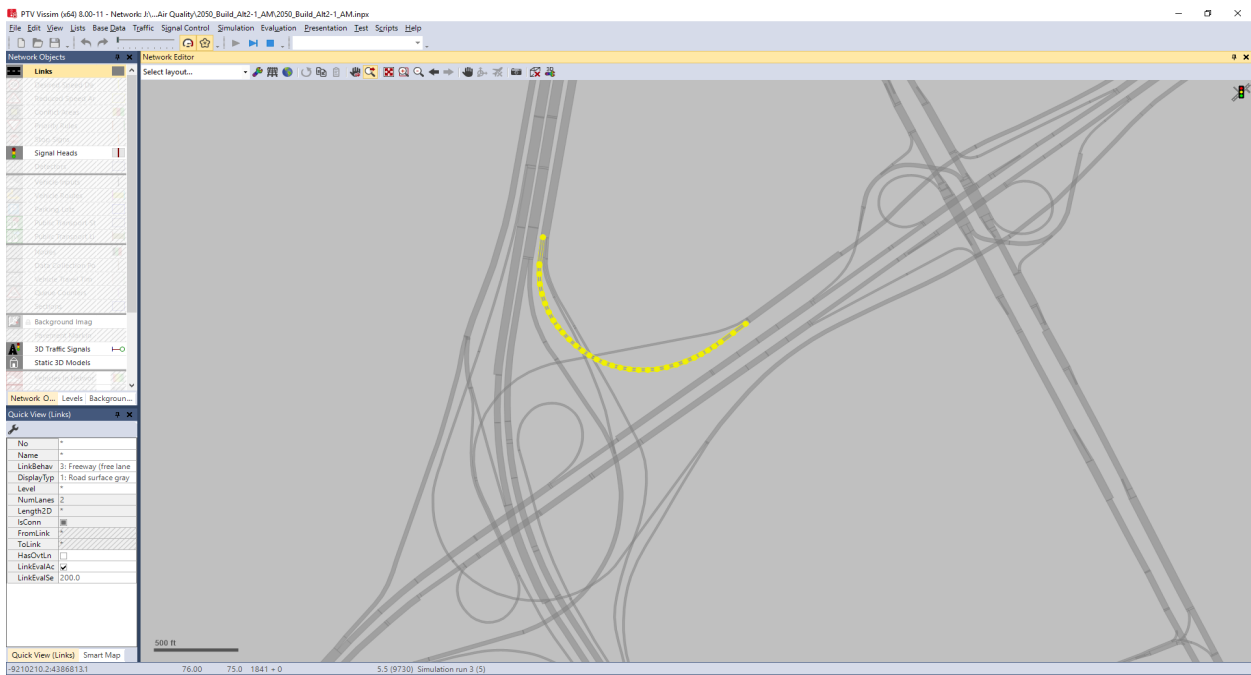 PTV Vissim (x64) 8.00-11 - Network: J:\...Air Quality\2050_Build_Alt2-1_AM\2050_Build_Alt2-1_AM.inpx
File Edit View Lists Base Data Traffic Signal Control Simulation Evaluation Presentation Test Scripts Help
Network Objects
Network Editor
Links
Select layout...
Signal Heads
Background Imag
3D Traffic Signals
Static 3D Models
Network O... Levels Backgroun...
Quick View (Links)
No *
Name *
LinkBehav 3: Freeway (free lane
DisplayTyp 1: Road surface gray
Level *
NumLanes 2
Length2D *
IsConn
FromLink *
ToLink *
HasOvtLn
LinkEvalAc
LinkEvalSe 200.0
500 ft
Quick View (Links) Smart Map
-9210210.2:4386813.1 76.00 75.0 1841 + 0 5.5 (9730) Simulation run 3 (5)